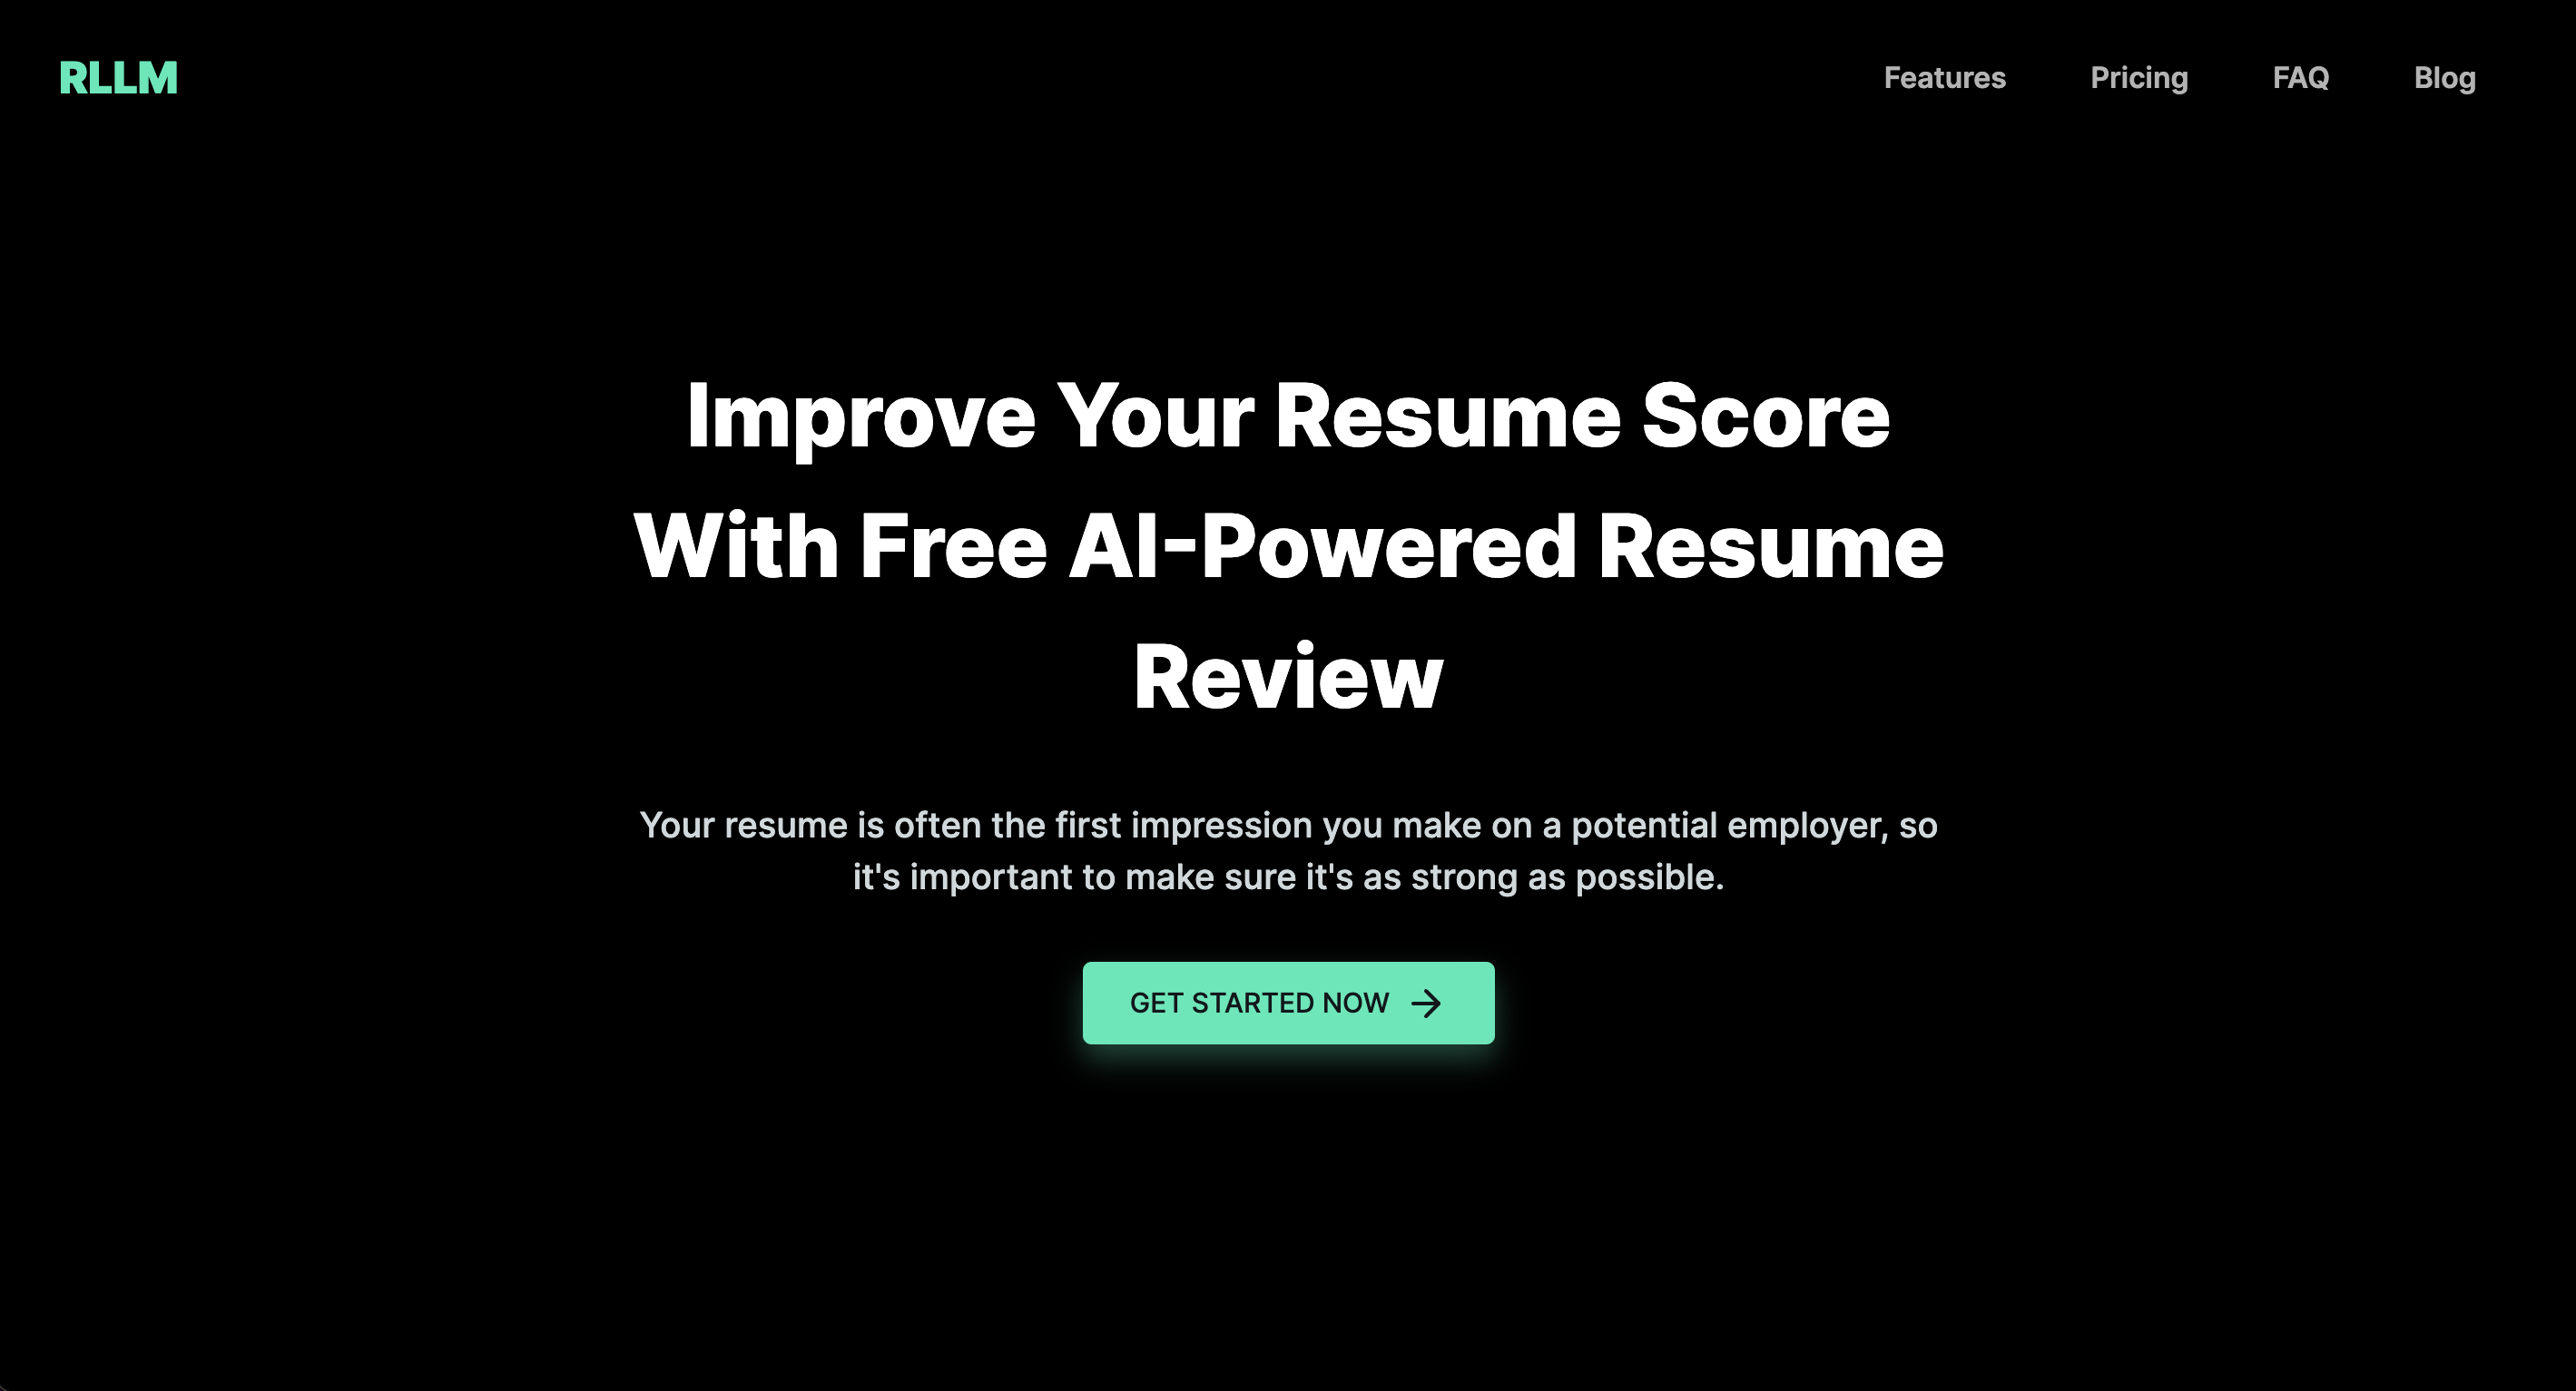 RLLM
Features
Pricing
FAQ
Blog
Improve Your Resume Score
With Free AI-Powered Resume
Review
Your resume is often the first impression you make on a potential employer, so
it's important to make sure it's as strong as possible.
GET STARTED NOW